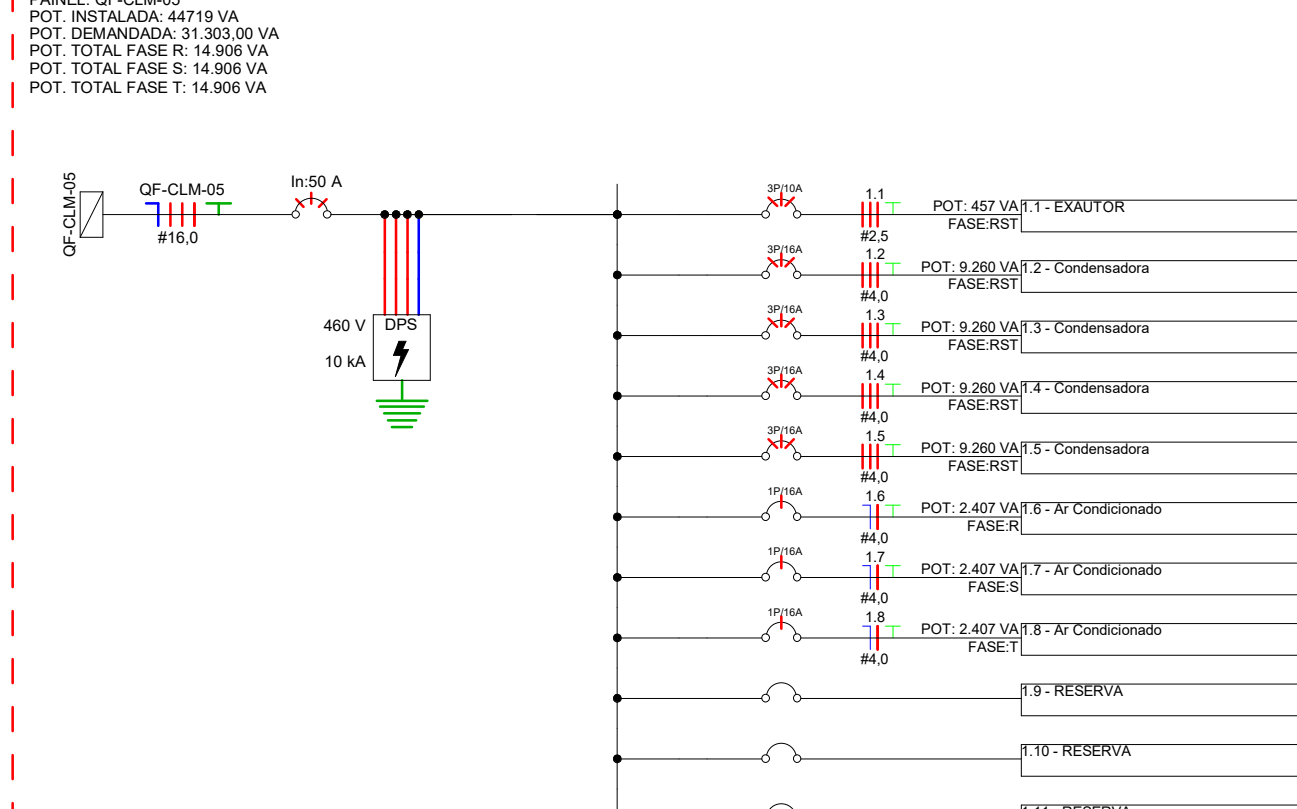 PAINEL: QF-CLM-05
POT. INSTALADA: 44719 VA
POT. DEMANDADA: 31.303,00 VA
POT. TOTAL FASE R: 14.906 VA
POT. TOTAL FASE S: 14.906 VA
POT. TOTAL FASE T: 14.906 VA
QF-CLM-05
QF-CLM-05
#16,0
In:50 A
460 V
DPS
10 kA
3P/10A
1.1
#2,5
POT: 457 VA
FASE:RST
1.1 - EXAUTOR
3P/16A
1.2
#4,0
POT: 9.260 VA
FASE:RST
1.2 - Condensadora
3P/16A
1.3
#4,0
POT: 9.260 VA
FASE:RST
1.3 - Condensadora
3P/16A
1.4
#4,0
POT: 9.260 VA
FASE:RST
1.4 - Condensadora
3P/16A
1.5
#4,0
POT: 9.260 VA
FASE:RST
1.5 - Condensadora
1P/16A
1.6
#4,0
POT: 2.407 VA
FASE:R
1.6 - Ar Condicionado
1P/16A
1.7
#4,0
POT: 2.407 VA
FASE:S
1.7 - Ar Condicionado
1P/16A
1.8
#4,0
POT: 2.407 VA
FASE:T
1.8 - Ar Condicionado
1.9 - RESERVA
1.10 - RESERVA
1.11 - RESERVA